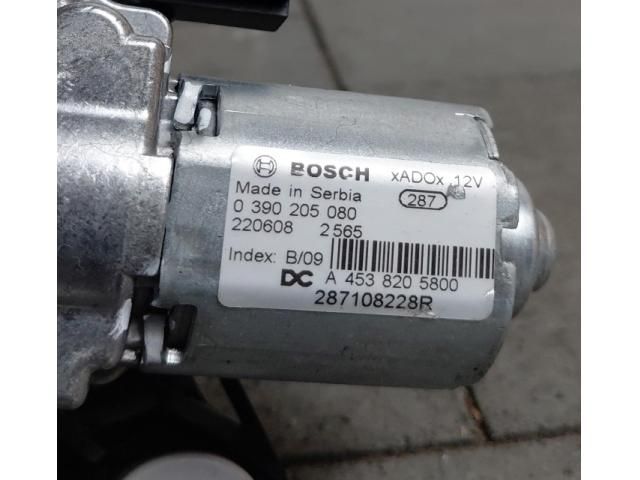 BOSCH xADOx 12V
Made in Serbia 287
0 390 205 080
220608 2565
Index: B/09
DC A 453 820 5800
287108228R